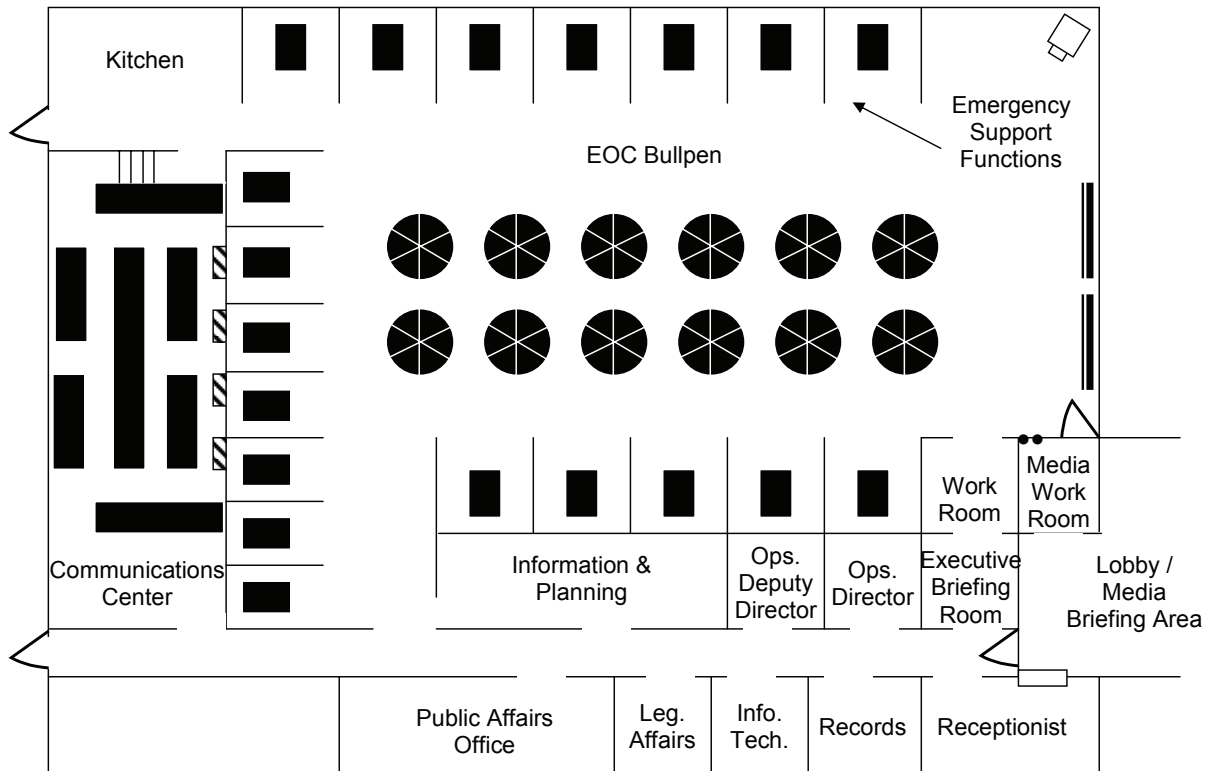 Kitchen
EOC Bullpen
Emergency
Support
Functions
Communications
Center
Information &
Planning
Ops.
Deputy
Director
Ops.
Director
Work
Room
Media
Work
Room
Executive
Briefing
Room
Lobby /
Media
Briefing Area
Public Affairs
Office
Leg.
Affairs
Info.
Tech.
Records
Receptionist